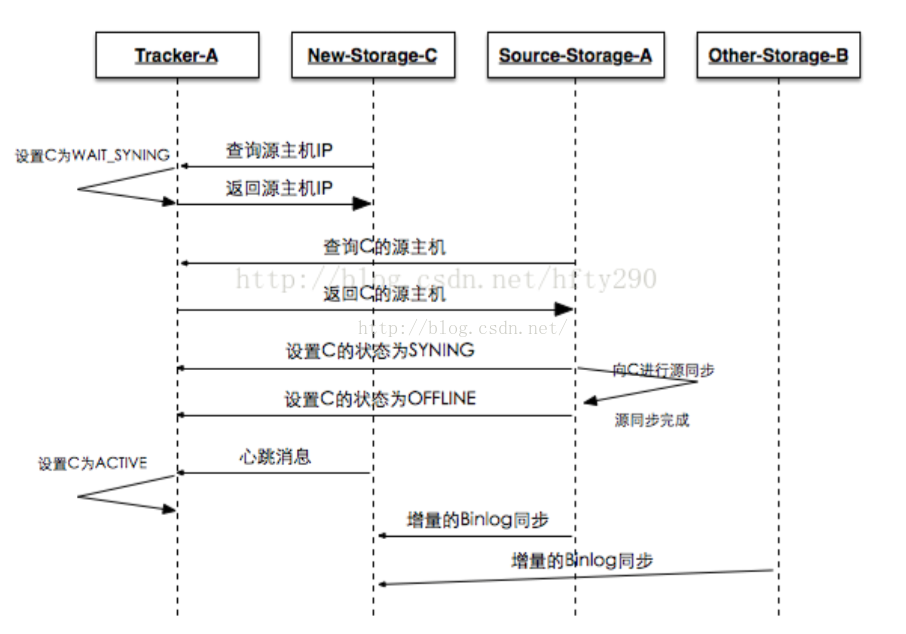 Tracker-A
New-Storage-C
Source-Storage-A
Other-Storage-B
查询源主机IP
设置C为WAIT_SYNING
返回源主机IP
查询C的源主机
http://blog.csdn.net/hfty290
返回C的源主机
http://blog.csdn.net/
设置C的状态为SYNING
向C进行源同步
设置C的状态为OFFLINE
源同步完成
心跳消息
设置C为ACTIVE
增量的Binlog同步
增量的Binlog同步